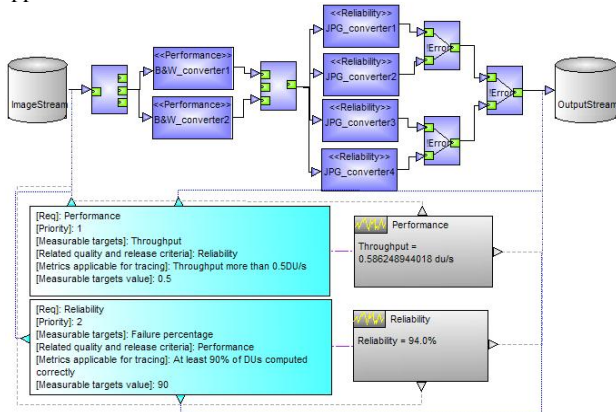 app
<<Reliability>>
JPG_converter1
<<Performance>>
B&W_converter1
!Error
<<Reliability>>
JPG_converter2
ImageStream
!Error
OutputStream
<<Performance>>
B&W_converter2
<<Reliability>>
JPG_converter3
!Error
<<Reliability>>
JPG_converter4
[Req]: Performance
[Priority]: 1
[Measurable targets]: Throughput
[Related quality and release criteria]: Reliability
[Metrics applicable for tracing]: Throughput more than 0.5DU/s
[Measurable targets value]: 0.5
Performance
Throughput =
0.586248944018 du/s
[Req]: Reliability
[Priority]: 2
[Measurable targets]: Failure percentage
[Related quality and release criteria]: Performance
[Metrics applicable for tracing]: At least 90% of DUs computed
correctly
[Measurable targets value]: 90
Reliability
Reliability = 94.0%